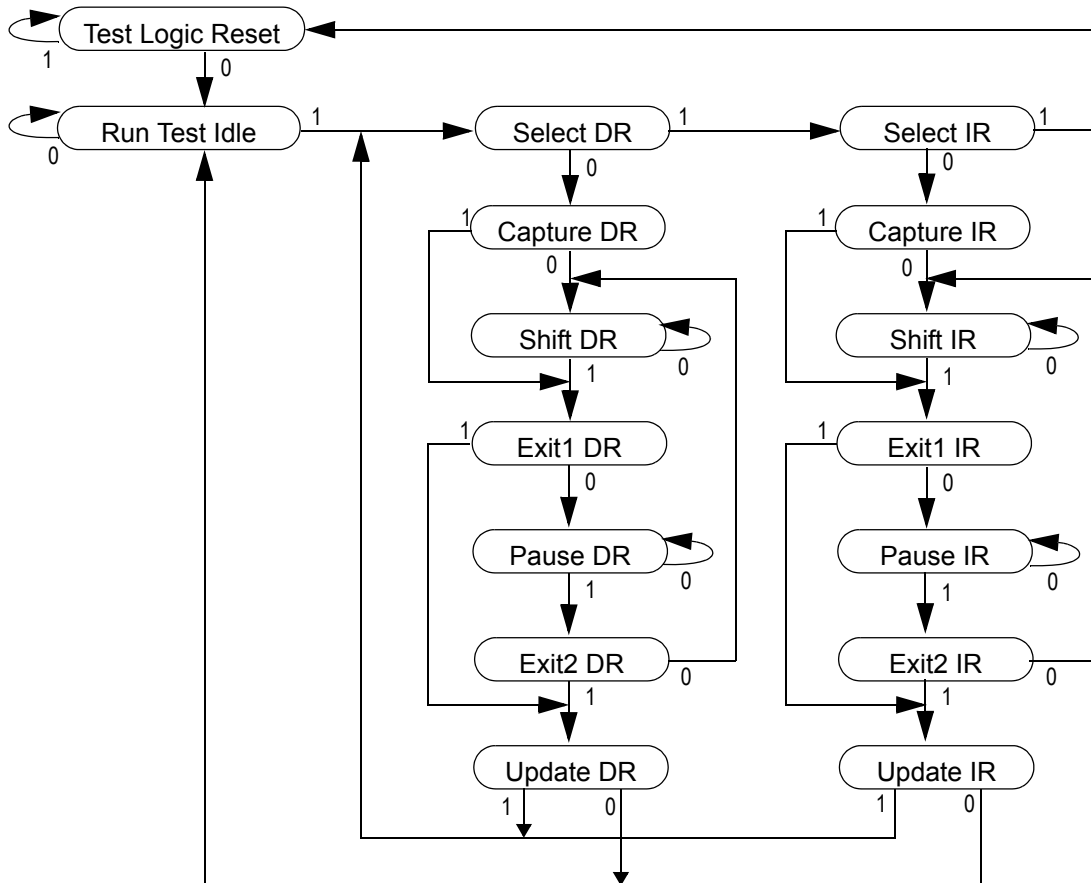 Test Logic Reset
1
0
Run Test Idle
1
0
Select DR
1
0
Select IR
1
0
1
Capture DR
0
1
Capture IR
0
Shift DR
0
1
Shift IR
0
1
1
Exit1 DR
0
1
Exit1 IR
0
Pause DR
0
1
Pause IR
0
1
Exit2 DR
0
1
Exit2 IR
0
1
Update DR
1
0
Update IR
1
0